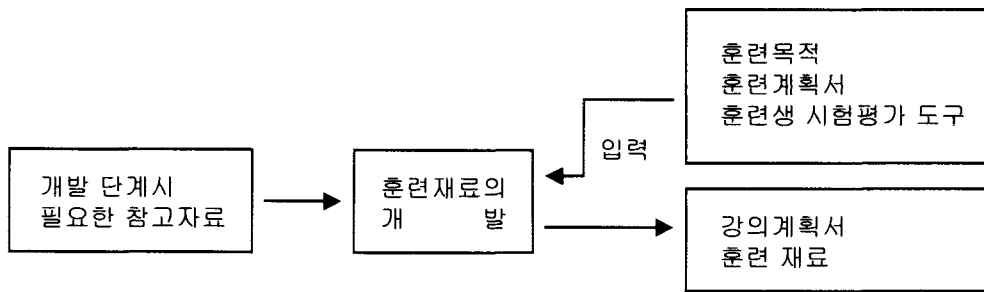 훈련목적
훈련계획서
훈련생 시험평가 도구
입력
개발 단계시
필요한 참고자료
훈련재료의
개 발
강의계획서
훈련 재료